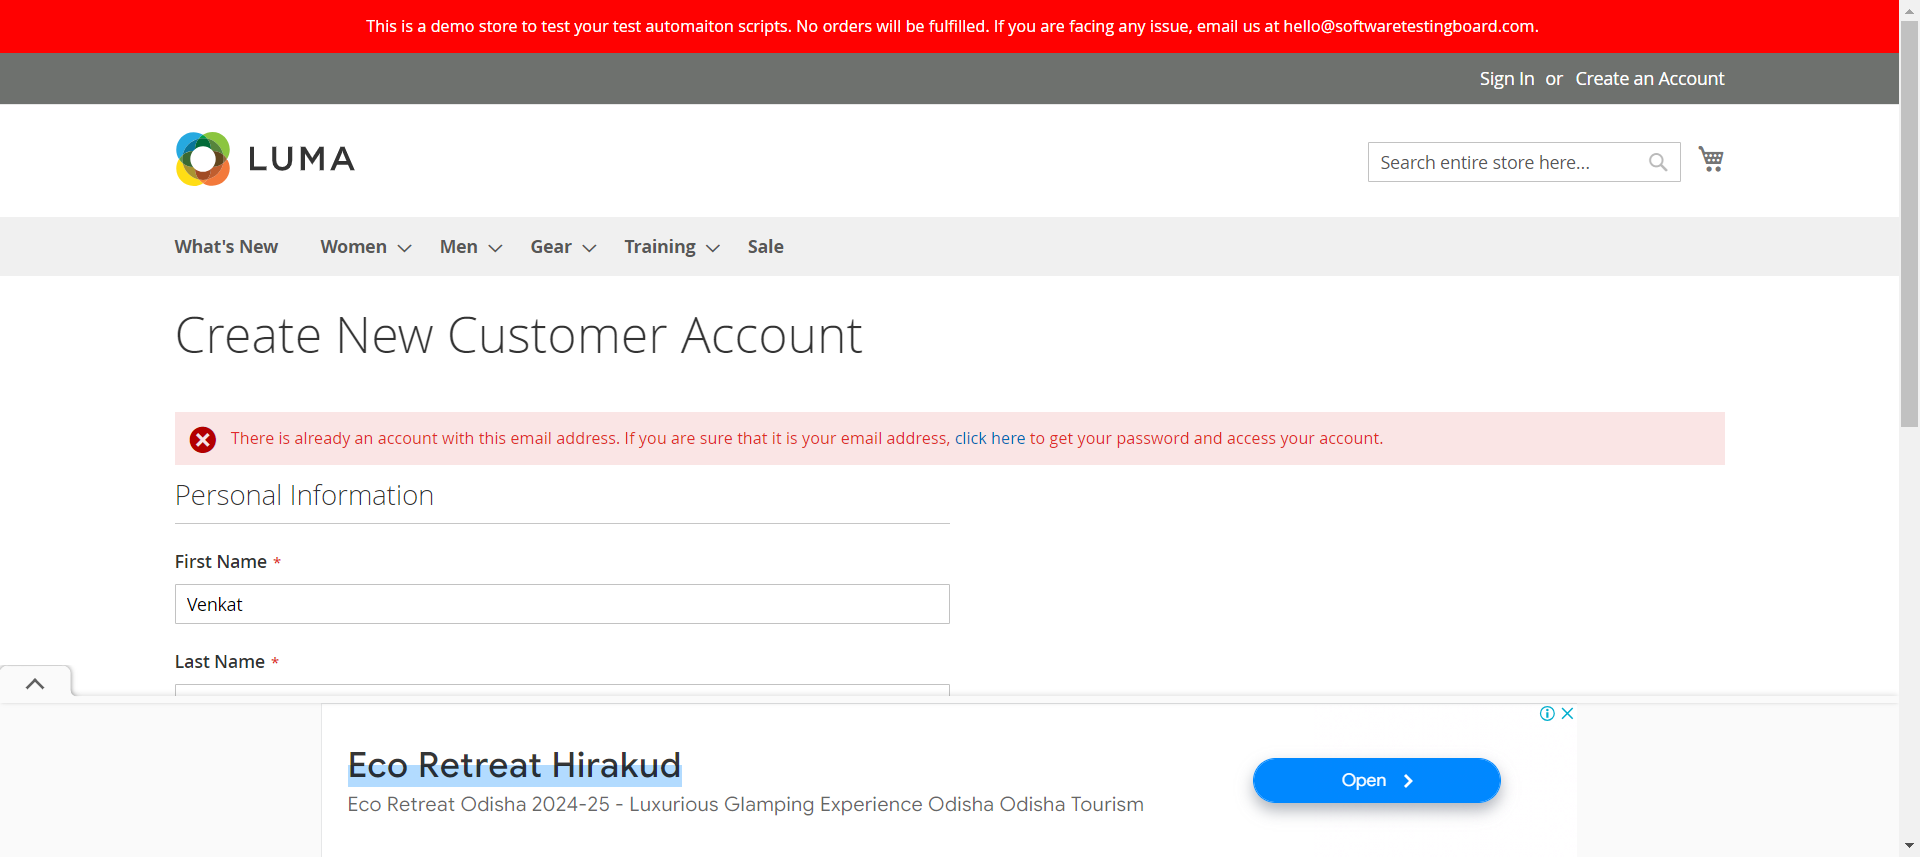 This is a demo store to test your test automaiton scripts. No orders will be fulfilled. If you are facing any issue, email us at hello@softwaretestingboard.com.
Sign In or Create an Account
LUMA
Search entire store here...
What's New Women Men Gear Training Sale
Create New Customer Account
There is already an account with this email address. If you are sure that it is your email address, click here to get your password and access your account.
Personal Information
First Name *
Venkat
Last Name *
Eco Retreat Hirakud
Eco Retreat Odisha 2024-25 - Luxurious Glamping Experience Odisha Odisha Tourism
Open